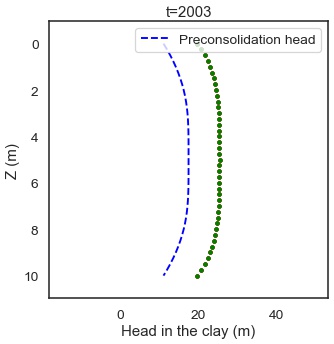 t=2003
Preconsolidation head
Z (m)
0
2
4
6
8
10
0
20
40
Head in the clay (m)